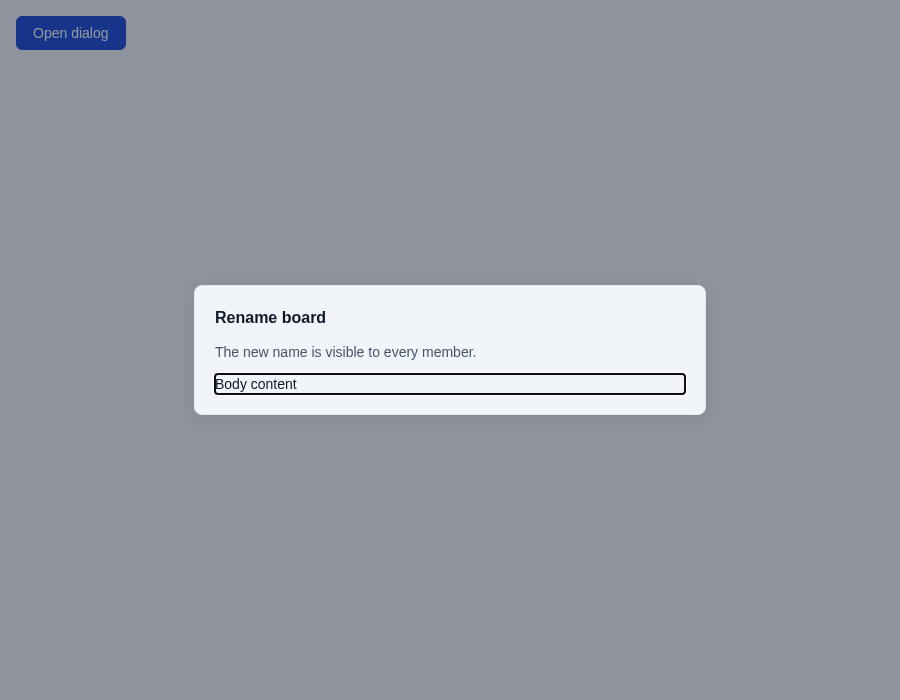 Open dialog
Rename board
The new name is visible to every member.
Body content